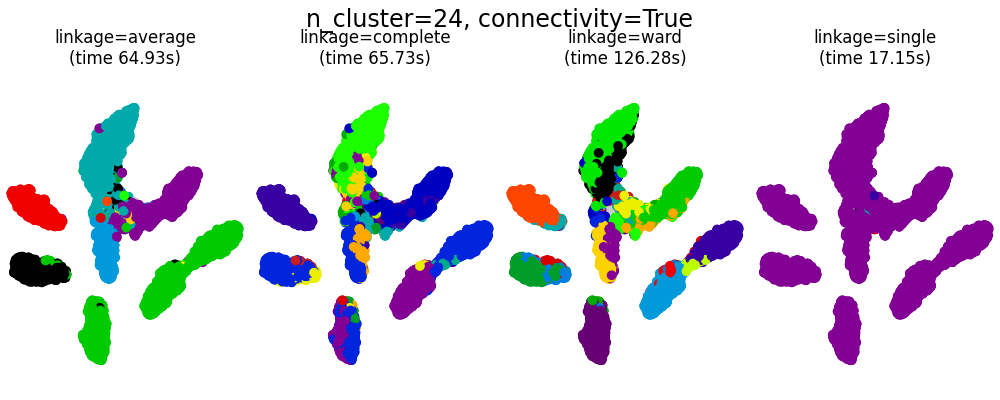 n_cluster=24, connectivity=True
linkage=average
(time 64.93s)
linkage=complete
(time 65.73s)
linkage=ward
(time 126.28s)
linkage=single
(time 17.15s)